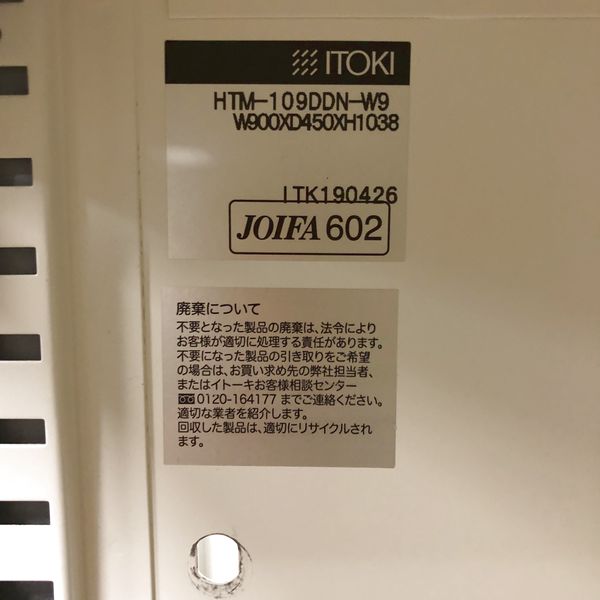 ITOKI
HTM-109DDN-W9
W900XD450XH1038
ITK190426
JOIFA 602
廃棄について
不要となった製品の廃棄は、法令により
お客様が適切に処理する責任があります。
不要になった製品の引き取りをご希望
の場合は、お買い求め先の弊社担当者、
またはイトーキお客様相談センター
0120-164177 までご連絡ください。
適切な業者を紹介します。
回収した製品は、適切にリサイクルされ
ます。